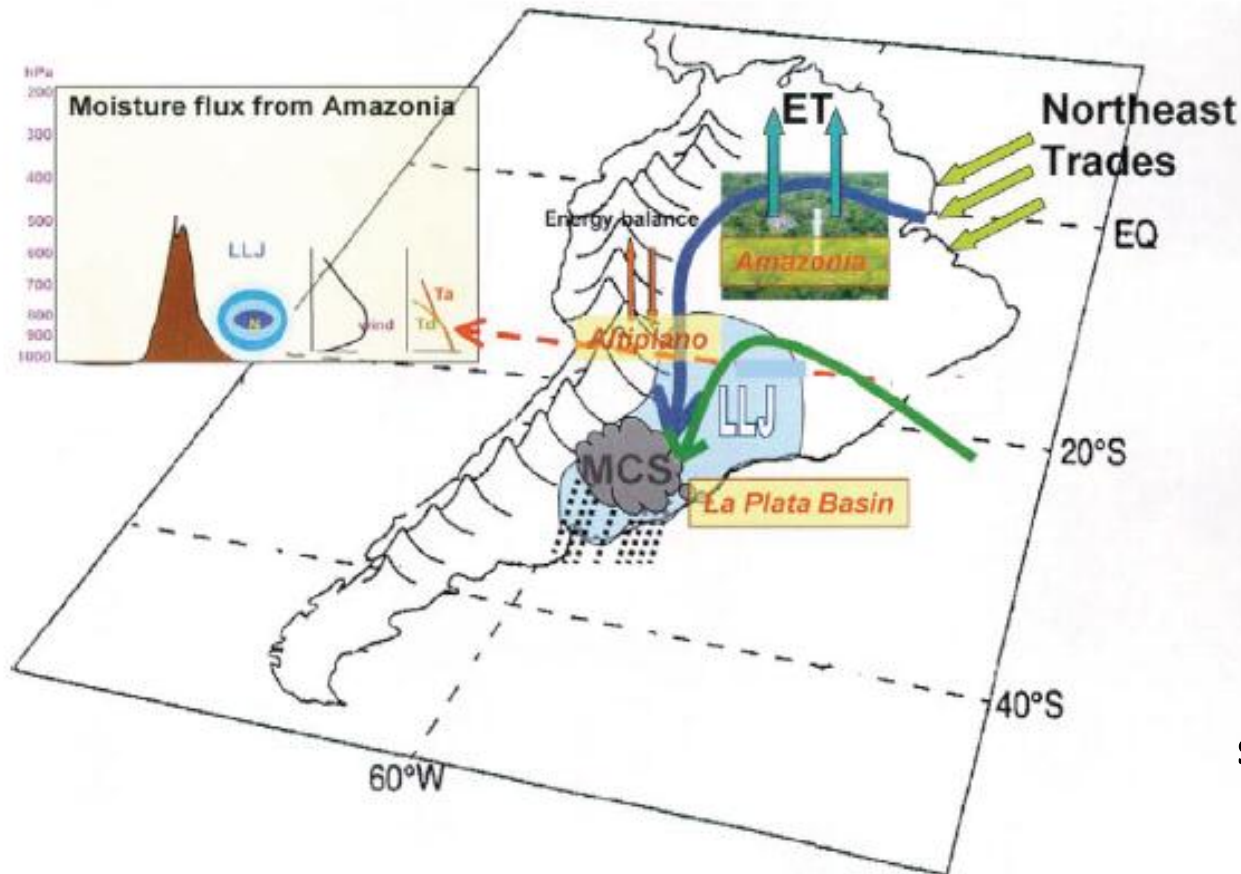 hPa
200
300
400
500
600
700
800
900
1000
Moisture flux from Amazonia
LLJ
N
wind
Ta
Td
ET
Northeast
Trades
Energy balance
Amazonia
EQ
Altiplano
LLJ
20°S
MCS
La Plata Basin
40°S
60°W